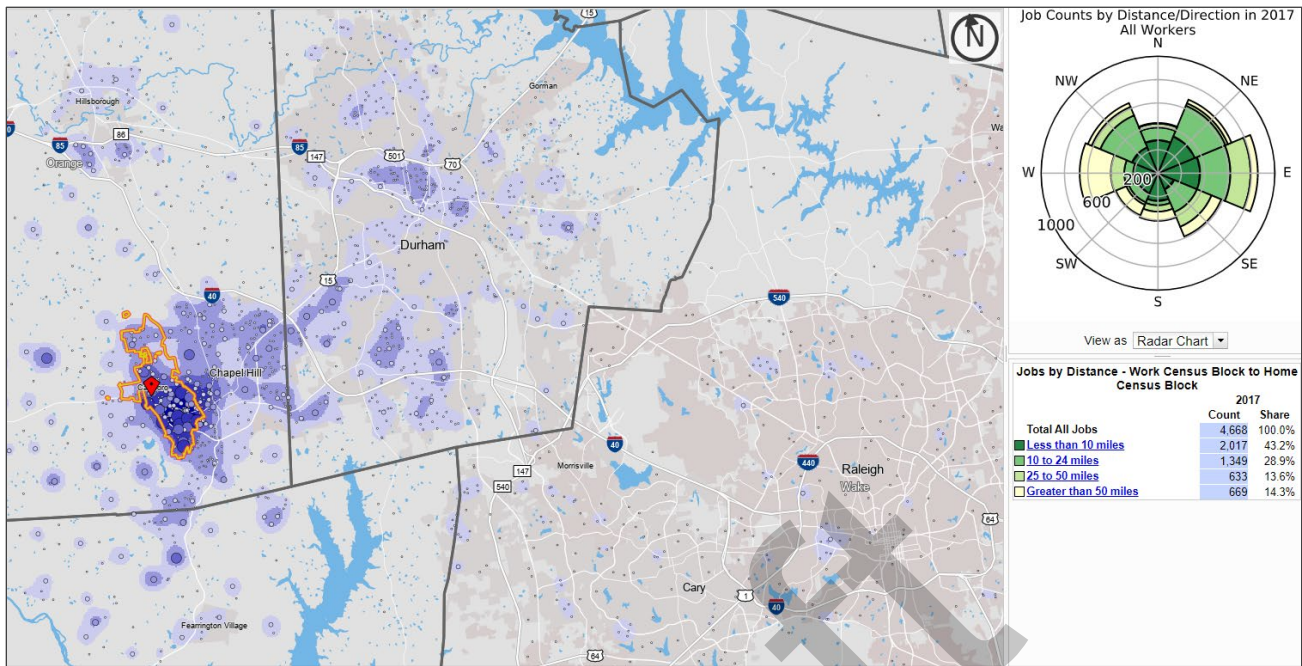 15
Hillsborough
Gorman
86
85
Orange
85
147
501
70
Durham
15
40
540
Chapel Hill
40
Morrisville
147
540
440
Raleigh
Wake
64
Cary
1
40
Fearrington Village
64
N
Job Counts by Distance/Direction in 2017
All Workers
N
NW
NE
W
200
E
600
1000
SW
SE
S
View as Radar Chart
Jobs by Distance - Work Census Block to Home
Census Block
2017
Count Share
Total All Jobs 4,668 100.0%
Less than 10 miles 2,017 43.2%
10 to 24 miles 1,349 28.9%
25 to 50 miles 633 13.6%
Greater than 50 miles 669 14.3%